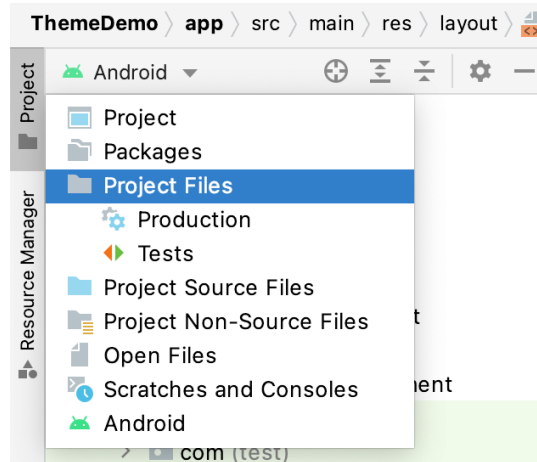 ThemeDemo 〉 app 〉 src 〉 main 〉 res 〉 layout 〉
Project
Resource Manager
Android
Project
Packages
Project Files
Production
Tests
Project Source Files
Project Non-Source Files
Open Files
Scratches and Consoles
Android
com (test)